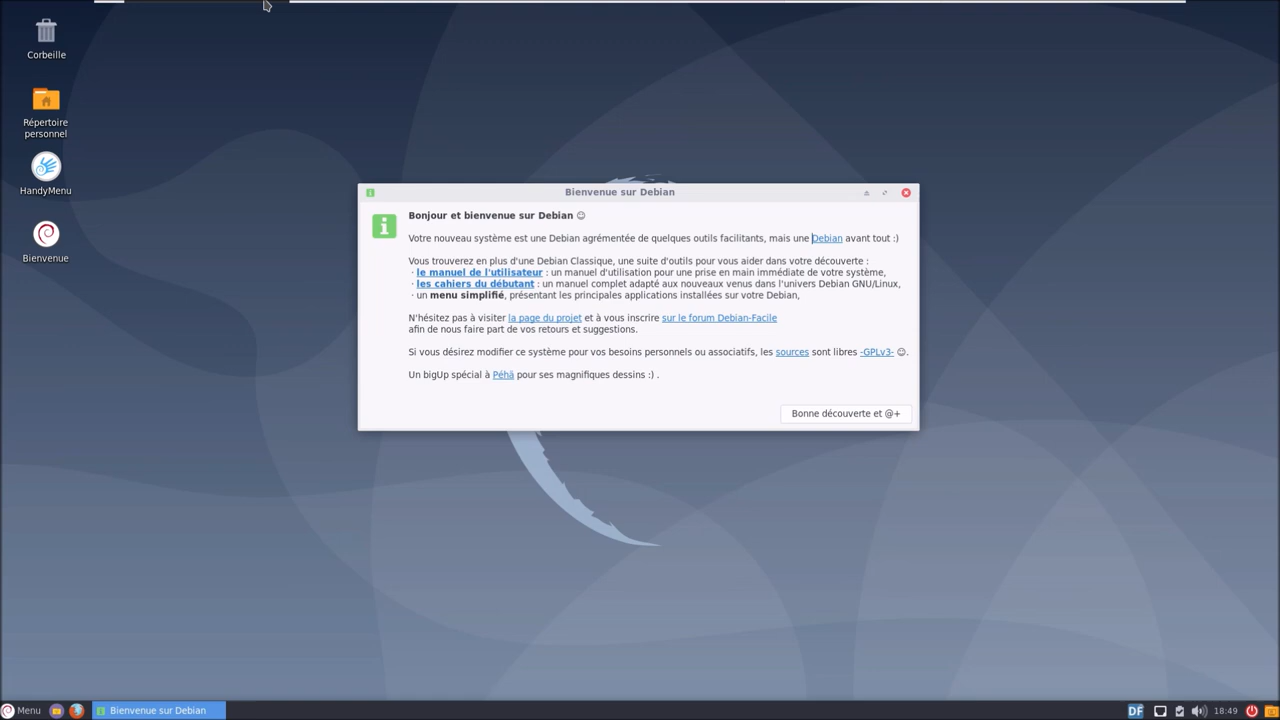 Corbeille
Répertoire
personnel
HandyMenu
Bienvenue
Bienvenue sur Debian
Bonjour et bienvenue sur Debian ☺
Votre nouveau système est une Debian agrémentée de quelques outils facilitants, mais une Debian avant tout :)
Vous trouverez en plus d'une Debian Classique, une suite d'outils pour vous aider dans votre découverte :
· le manuel de l'utilisateur : un manuel d'utilisation pour une prise en main immédiate de votre système,
· les cahiers du débutant : un manuel complet adapté aux nouveaux venus dans l'univers Debian GNU/Linux,
· un menu simplifié, présentant les principales applications installées sur votre Debian,
N'hésitez pas à visiter la page du projet et à vous inscrire sur le forum Debian-Facile
afin de nous faire part de vos retours et suggestions.
Si vous désirez modifier ce système pour vos besoins personnels ou associatifs, les sources sont libres -GPLv3- ☺.
Un bigUp spécial à Péhä pour ses magnifiques dessins :) .
Bonne découverte et @+
Menu
Bienvenue sur Debian
DF
18:49